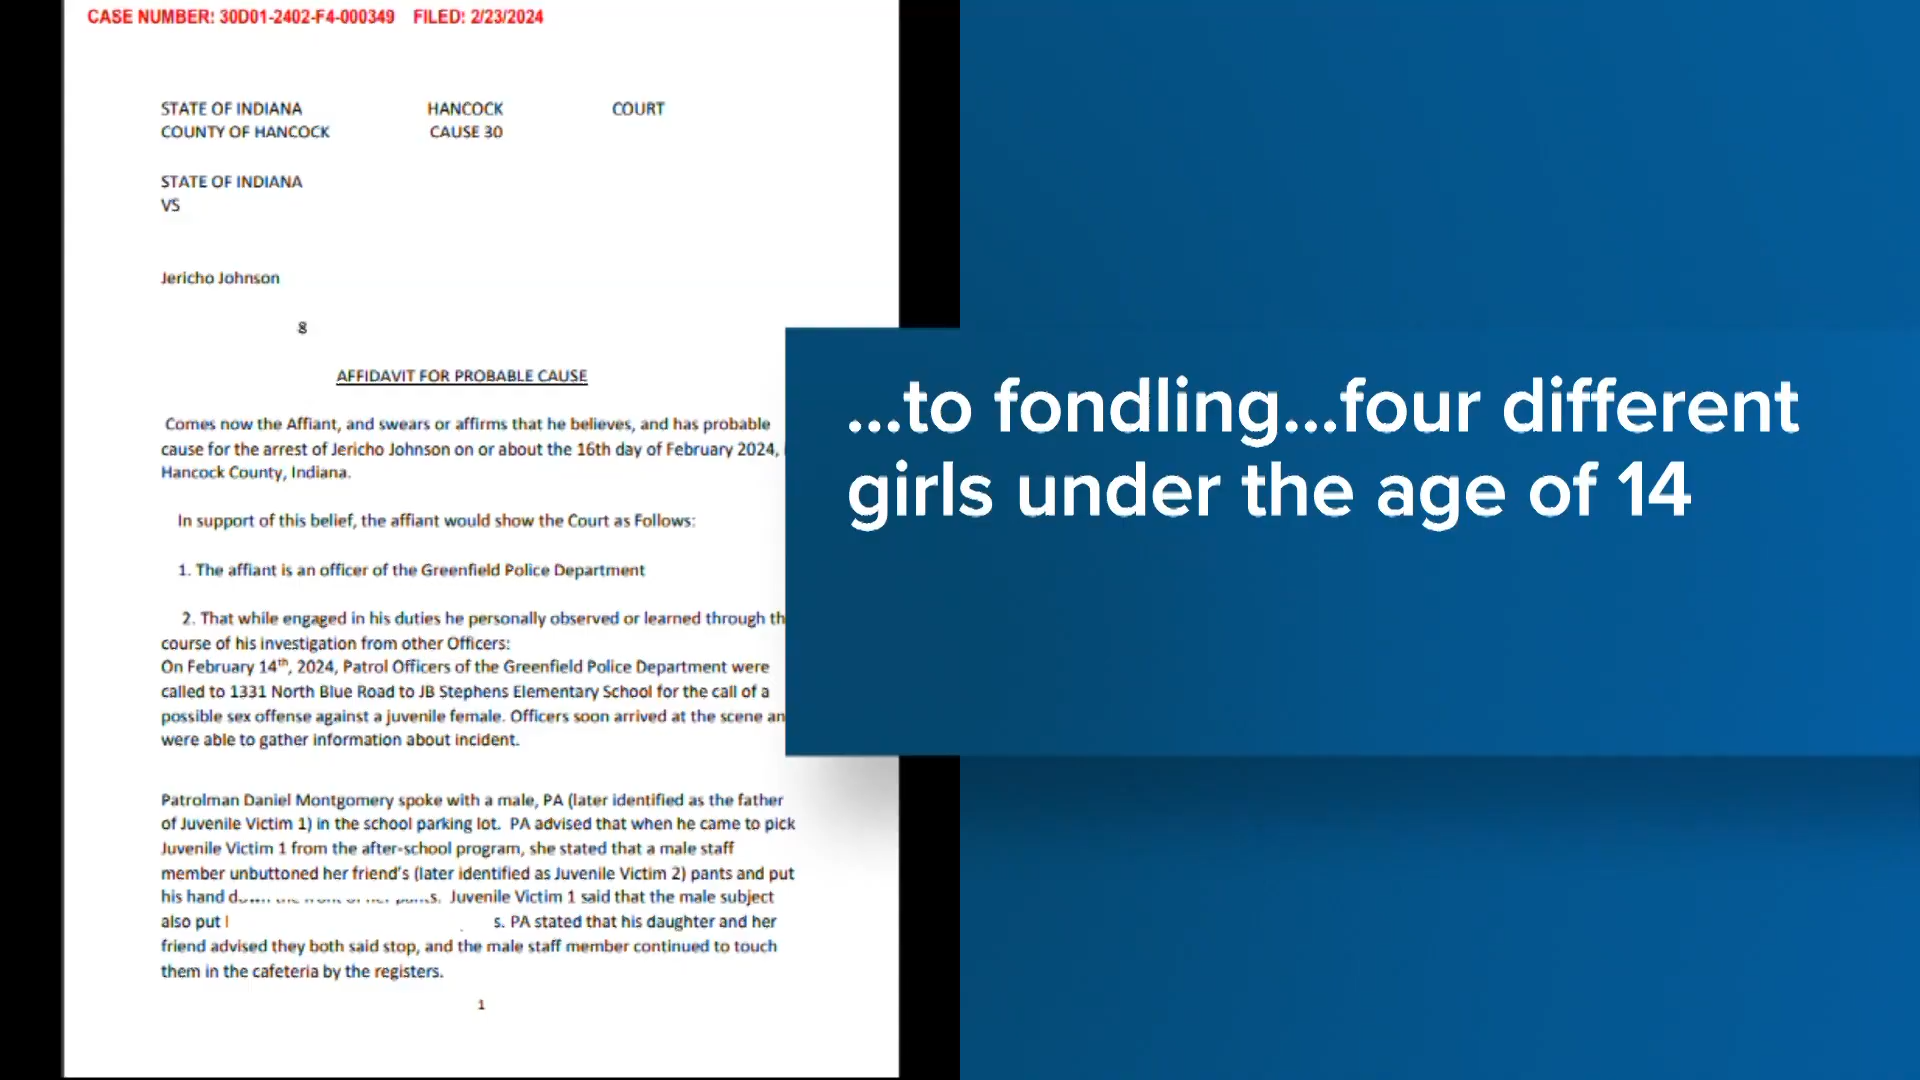 CASE NUMBER: 30D01-2402-F4-000349 FILED: 2/23/2024
STATE OF INDIANA HANCOCK COURT
COUNTY OF HANCOCK CAUSE 30
STATE OF INDIANA
VS
Jericho Johnson
8
AFFIDAVIT FOR PROBABLE CAUSE
Comes now the Affiant, and swears or affirms that he believes, and has probable
cause for the arrest of Jericho Johnson on or about the 16th day of February 2024,
Hancock County, Indiana.
In support of this belief, the affiant would show the Court as Follows:
1. The affiant is an officer of the Greenfield Police Department
2. That while engaged in his duties he personally observed or learned through th
course of his investigation from other Officers:
On February 14th, 2024, Patrol Officers of the Greenfield Police Department were
called to 1331 North Blue Road to JB Stephens Elementary School for the call of a
possible sex offense against a juvenile female. Officers soon arrived at the scene an
were able to gather information about incident.
Patrolman Daniel Montgomery spoke with a male, PA (later identified as the father
of Juvenile Victim 1) in the school parking lot. PA advised that when he came to pick
Juvenile Victim 1 from the after-school program, she stated that a male staff
member unbuttoned her friend's (later identified as Juvenile Victim 2) pants and put
his hand Juvenile Victim 1 said that the male subject
also put s. PA stated that his daughter and her
friend advised they both said stop, and the male staff member continued to touch
them in the cafeteria by the registers.
1
...to fondling...four different
girls under the age of 14